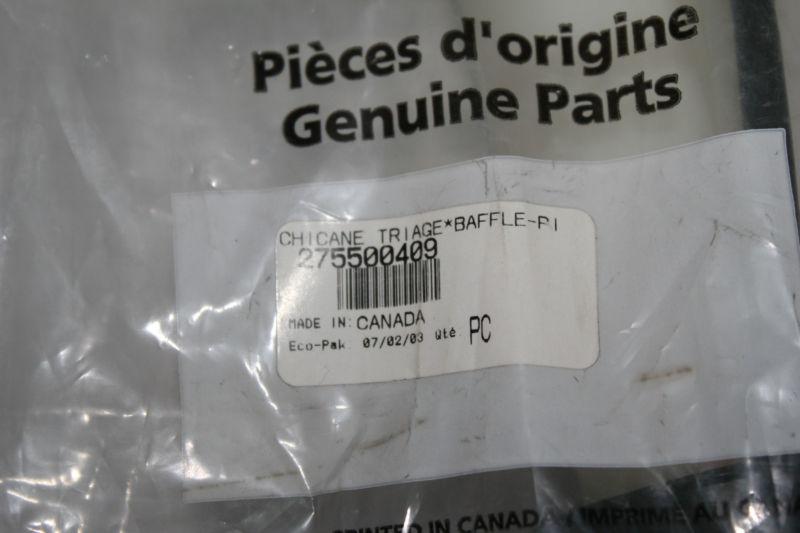 Pièces d'origine
Genuine Parts
CHICANE TRIAGE*BAFFLE-PI
275500409
MADE IN: CANADA
Eco-Pak: 07/02/03 Qté PC
PRINTED IN CANADA / IMPRIMÉ AU CANA